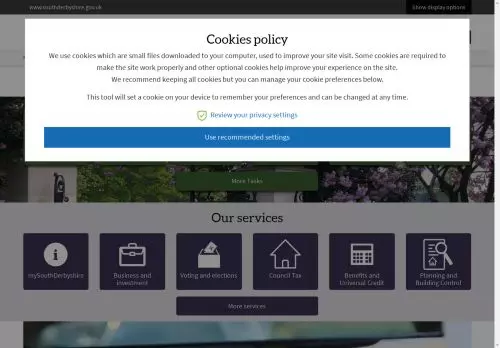 www.southderbyshire.gov.uk
Show display options
Cookies policy
We use cookies which are small files downloaded to your computer, used to improve your site visit. Some cookies are required to
make the site work properly and other optional cookies help improve your experience on the site.
We recommend keeping all cookies but you can manage your cookie preferences below.
This tool will set a cookie on your device to remember your preferences and can be changed at any time.
Review your privacy settings
Use recommended settings
More Tasks
Our services
mySouthDerbyshire
Business and
investment
Voting and elections
Council Tax
Benefits and
Universal Credit
Planning and
Building Control
More services